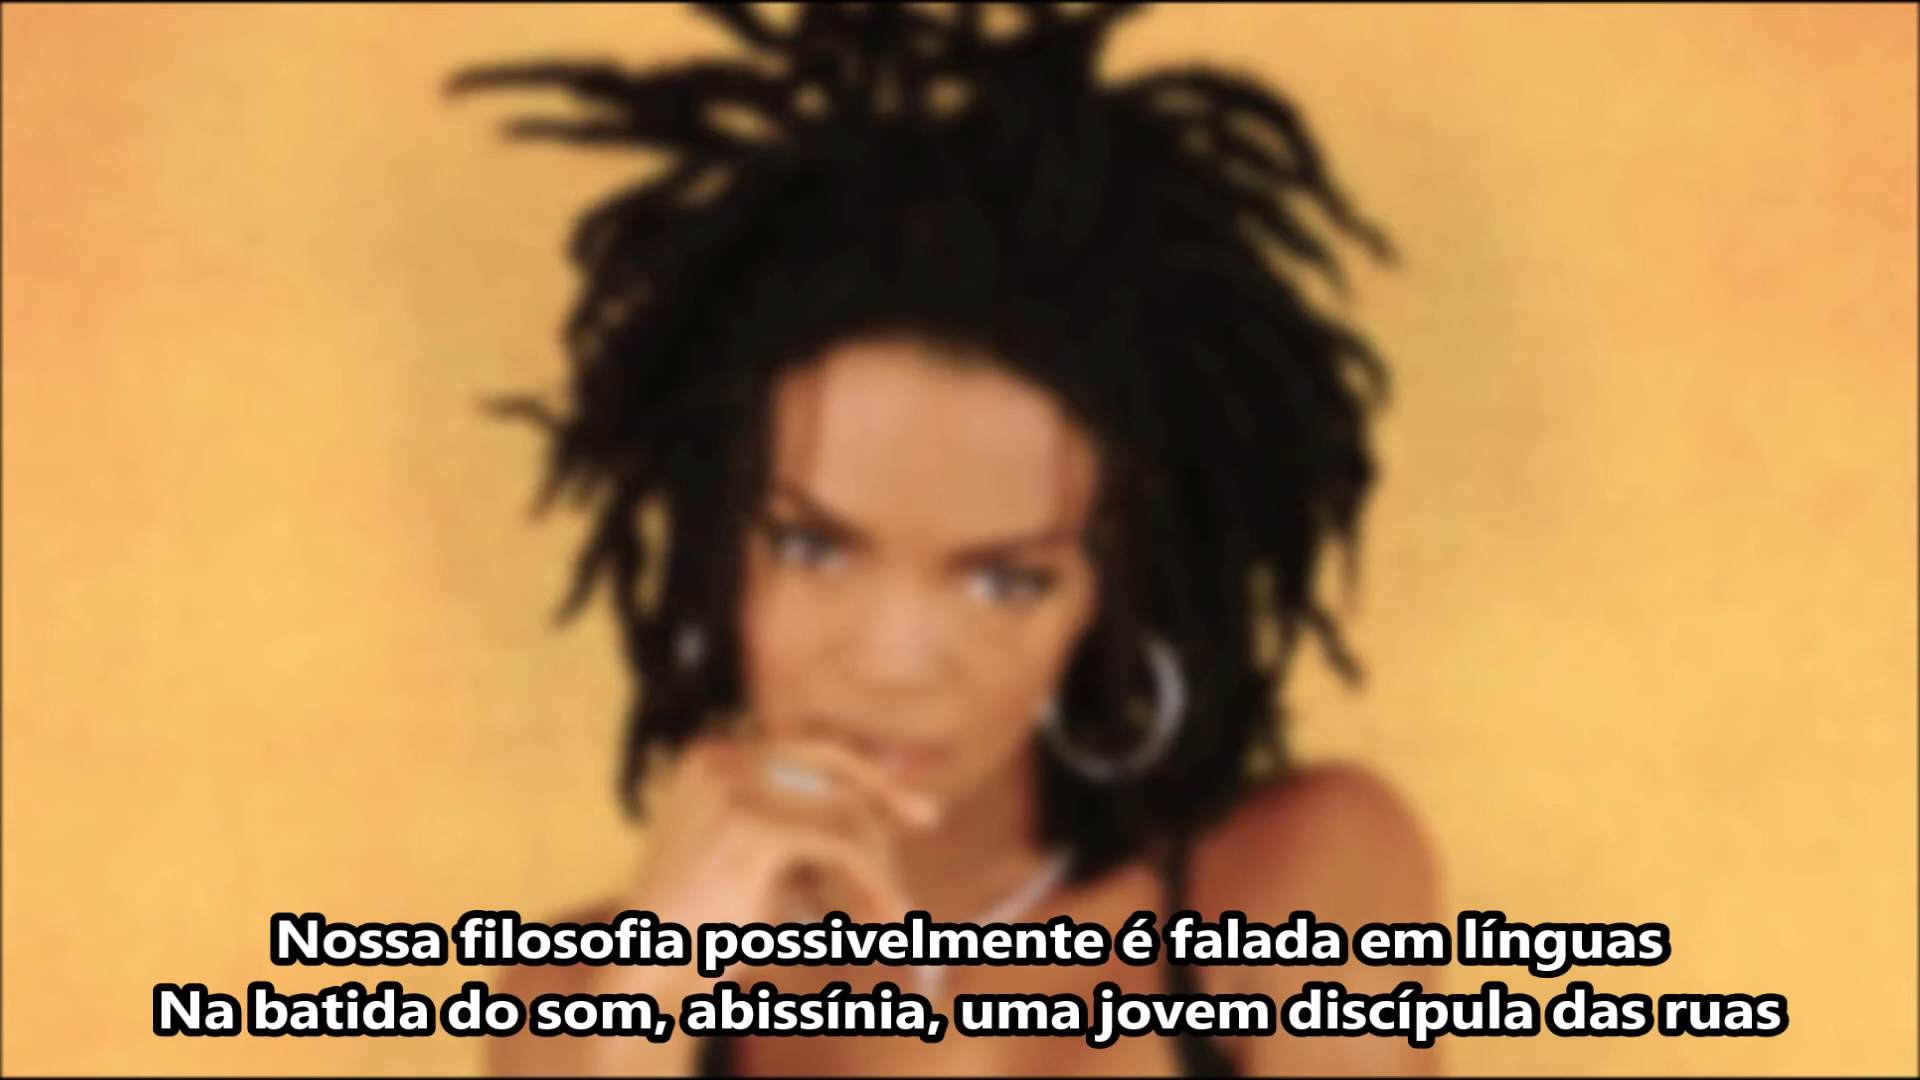 Nossa filosofia possivelmente é falada em línguas
Na batida do som, abissínia, uma jovem discípula das ruas